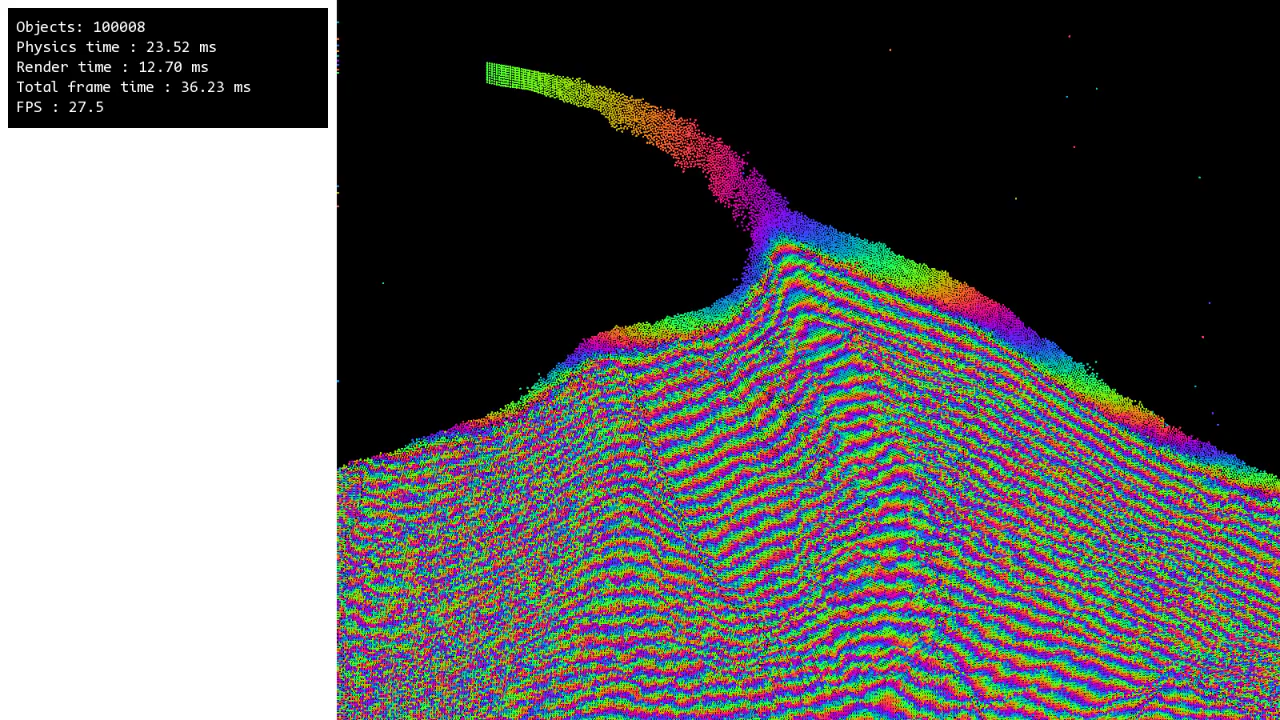 Objects: 100008
Physics time : 23.52 ms
Render time : 12.70 ms
Total frame time : 36.23 ms
FPS : 27.5